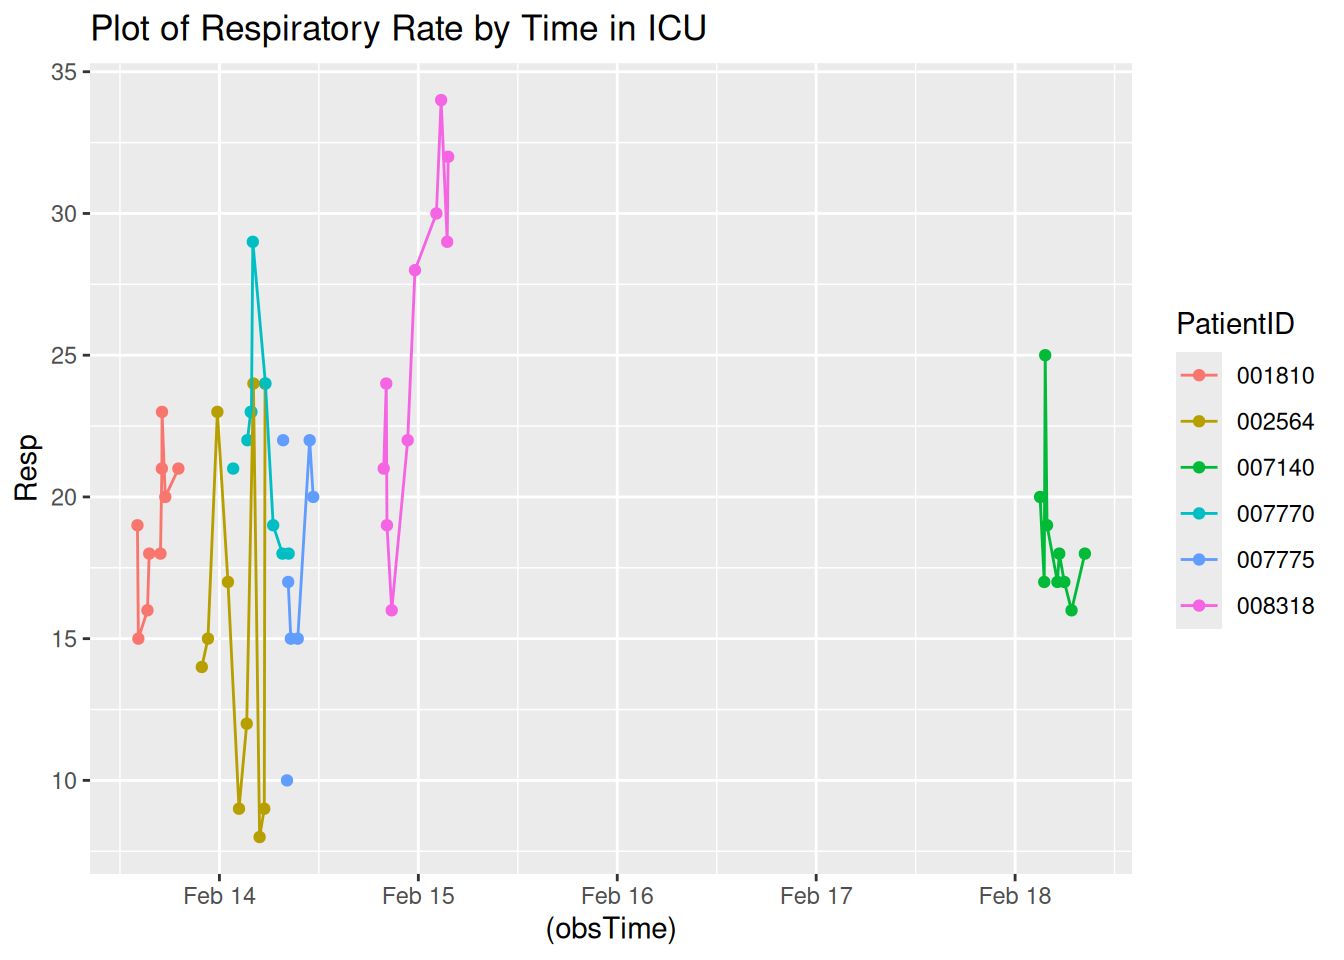 Plot of Respiratory Rate by Time in ICU
35
30
25
20
15
10
Resp
Feb 14
Feb 15
Feb 16
Feb 17
Feb 18
(obsTime)
PatientID
001810
002564
007140
007770
007775
008318